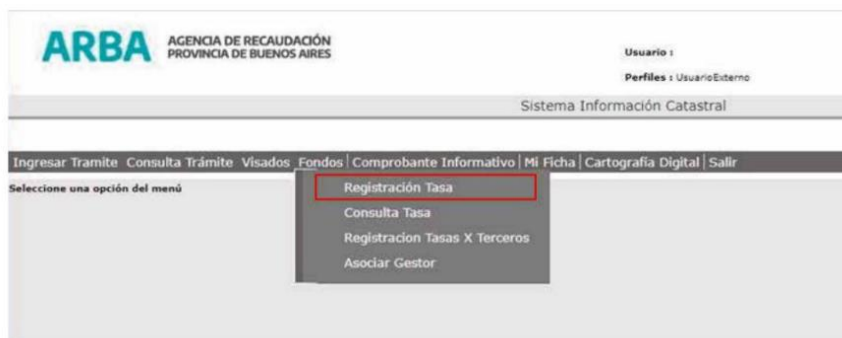 ARBA
AGENCIA DE RECAUDACIÓN
PROVINCIA DE BUENOS AIRES
Usuario :
Perfiles : UsuarioExterno
Sistema Información Catastral
Ingresar Tramite Consulta Trámite Visados Fondos | Comprobante Informativo | Mi Ficha | Cartografía Digital | Salir
Seleccione una opción del menú
Registración Tasa
Consulta Tasa
Registracion Tasas X Terceros
Asociar Gestor